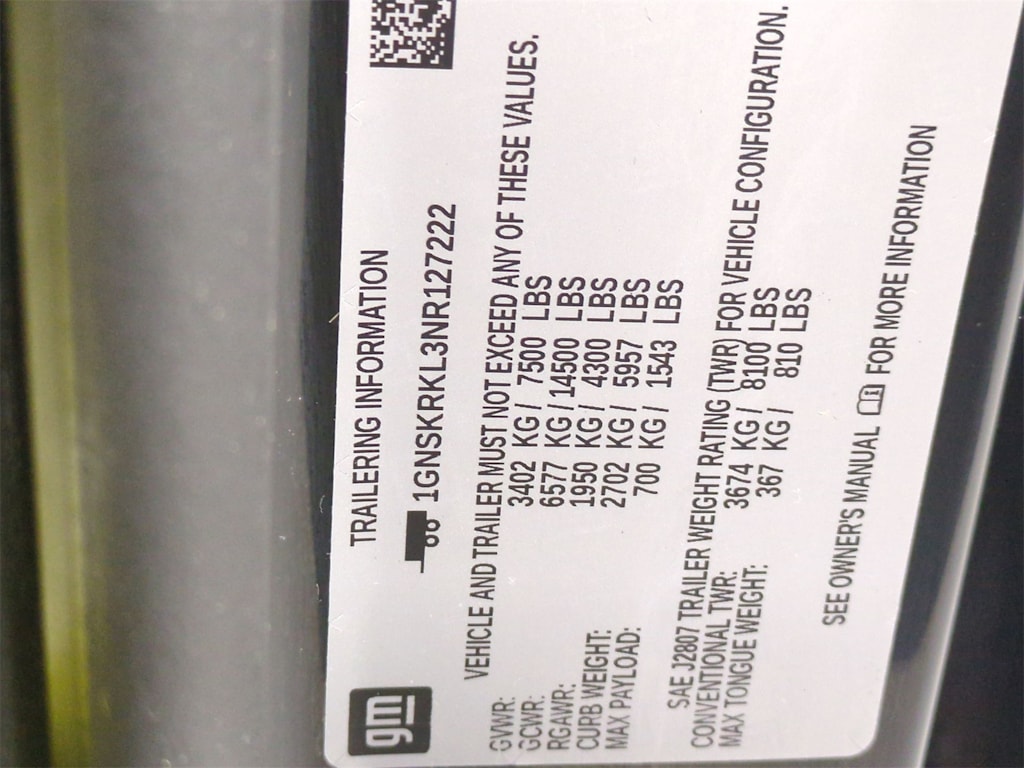 gm
TRAILERING INFORMATION
1GNSKRKL3NR127222
VEHICLE AND TRAILER MUST NOT EXCEED ANY OF THESE VALUES.
GVWR: 3402 KG / 7500 LBS
GCWR: 6577 KG / 14500 LBS
RGAWR: 1950 KG / 4300 LBS
CURB WEIGHT: 2702 KG / 5957 LBS
MAX PAYLOAD: 700 KG / 1543 LBS
SAE J2807 TRAILER WEIGHT RATING (TWR) FOR VEHICLE CONFIGURATION.
CONVENTIONAL TWR: 3674 KG / 8100 LBS
MAX TONGUE WEIGHT: 367 KG / 810 LBS
SEE OWNER'S MANUAL FOR MORE INFORMATION